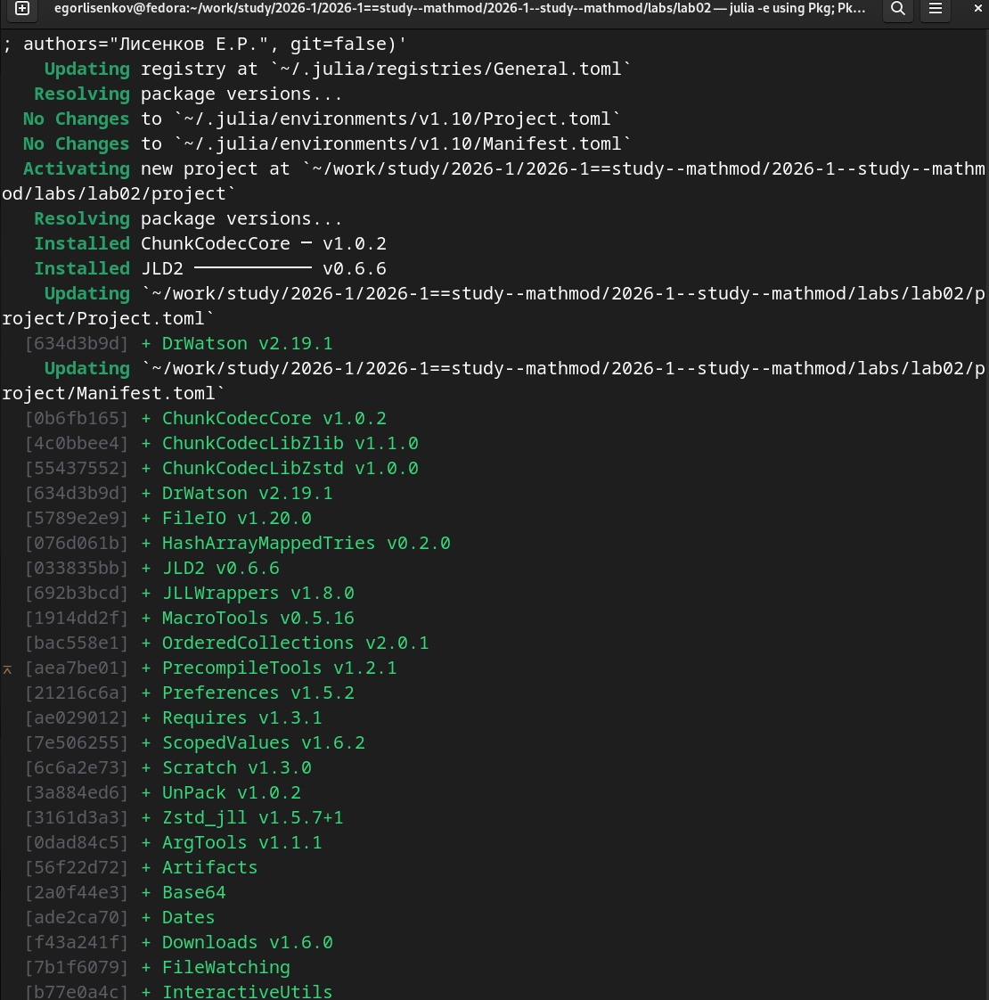 egorlisenkov@fedora:~/work/study/2026-1/2026-1==study--mathmod/2026-1--study--mathmod/labs/lab02 — julia -e using Pkg; Pk...
; authors="Лисенков Е.Р.", git=false)'
Updating registry at `~/.julia/registries/General.toml`
Resolving package versions...
No Changes to `~/.julia/environments/v1.10/Project.toml`
No Changes to `~/.julia/environments/v1.10/Manifest.toml`
Activating new project at `~/work/study/2026-1/2026-1==study--mathmod/2026-1--study--mathm
od/labs/lab02/project`
Resolving package versions...
Installed ChunkCodecCore ─ v1.0.2
Installed JLD2 ─────────── v0.6.6
Updating `~/work/study/2026-1/2026-1==study--mathmod/2026-1--study--mathmod/labs/lab02/p
roject/Project.toml`
[634d3b9d] + DrWatson v2.19.1
Updating `~/work/study/2026-1/2026-1==study--mathmod/2026-1--study--mathmod/labs/lab02/p
roject/Manifest.toml`
[0b6fb165] + ChunkCodecCore v1.0.2
[4c0bbee4] + ChunkCodecLibZlib v1.1.0
[55437552] + ChunkCodecLibZstd v1.0.0
[634d3b9d] + DrWatson v2.19.1
[5789e2e9] + FileIO v1.20.0
[076d061b] + HashArrayMappedTries v0.2.0
[033835bb] + JLD2 v0.6.6
[692b3bcd] + JLLWrappers v1.8.0
[1914dd2f] + MacroTools v0.5.16
[bac558e1] + OrderedCollections v2.0.1
⌅ [aea7be01] + PrecompileTools v1.2.1
[21216c6a] + Preferences v1.5.2
[ae029012] + Requires v1.3.1
[7e506255] + ScopedValues v1.6.2
[6c6a2e73] + Scratch v1.3.0
[3a884ed6] + UnPack v1.0.2
[3161d3a3] + Zstd_jll v1.5.7+1
[0dad84c5] + ArgTools v1.1.1
[56f22d72] + Artifacts
[2a0f44e3] + Base64
[ade2ca70] + Dates
[f43a241f] + Downloads v1.6.0
[7b1f6079] + FileWatching
[b77e0a4c] + InteractiveUtils